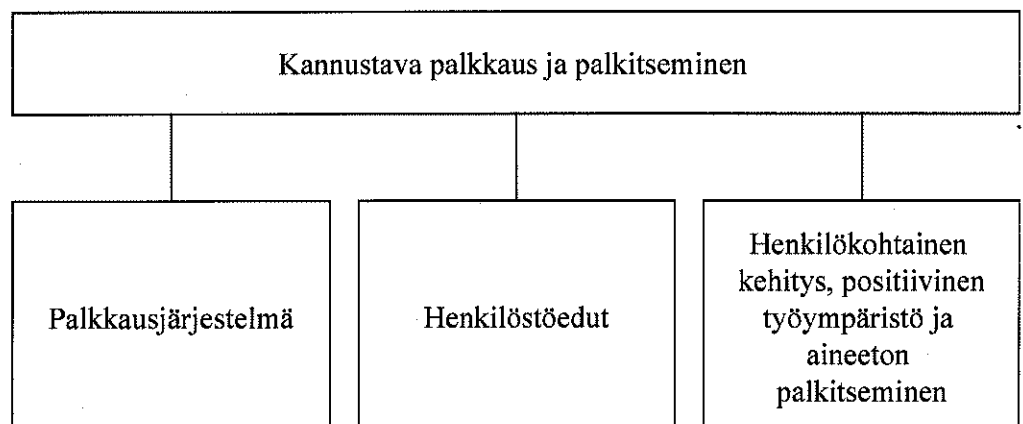 Kannustava palkkaus ja palkitseminen
Palkkausjärjestelmä
Henkilöstöedut
Henkilökohtainen
kehitys, positiivinen
työympäristö ja
aineeton
palkitseminen